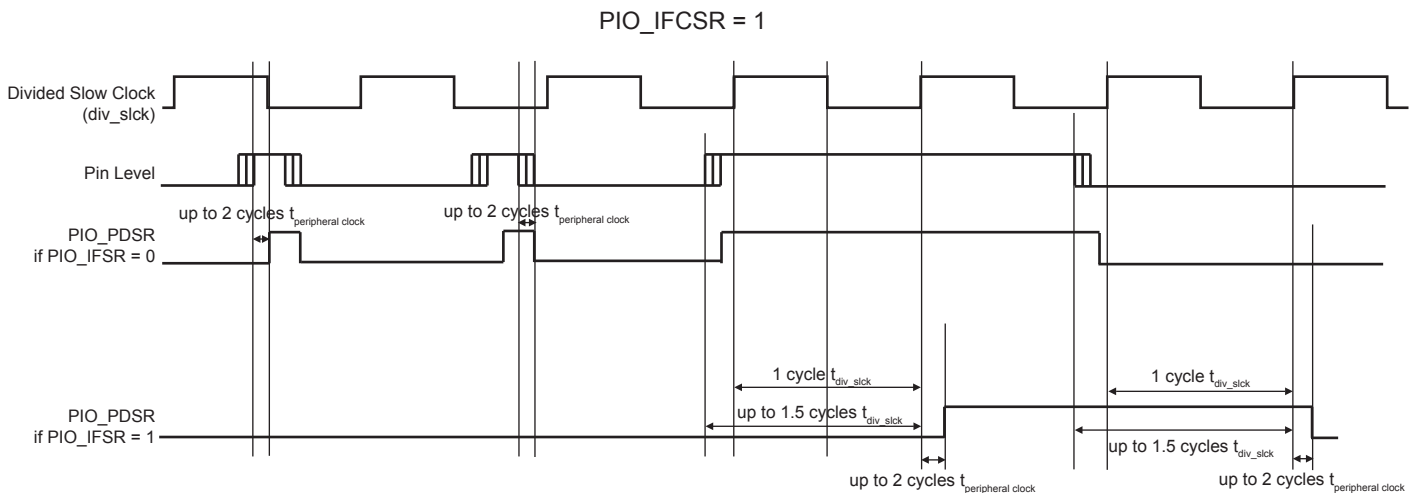 PIO_IFCSR = 1
Divided Slow Clock
(div_slck)
Pin Level
up to 2 cycles tperipheral clock
up to 2 cycles tperipheral clock
PIO_PDSR
if PIO_IFSR = 0
1 cycle tdiv_slck
1 cycle tdiv_slck
PIO_PDSR
if PIO_IFSR = 1
up to 1.5 cycles tdiv_slck
up to 1.5 cycles tdiv_slck
up to 2 cycles tperipheral clock
up to 2 cycles tperipheral clock